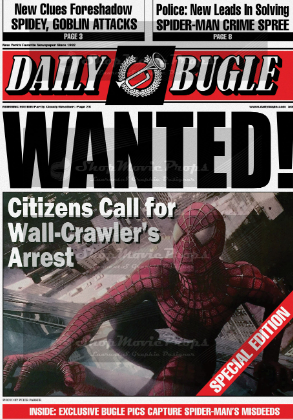 New Clues Foreshadow
SPIDEY, GOBLIN ATTACKS
PAGE 3
Police: New Leads in Solving
SPIDER-MAN CRIME SPREE
PAGE 8
DAILY BUGLE
WANTED!
Citizens Call for
Wall-Crawler's
Arrest
ShopMovieProps
SPECIAL EDITION
INSIDE: EXCLUSIVE BUGLE PICS CAPTURE SPIDER-MAN'S MISDEEDS